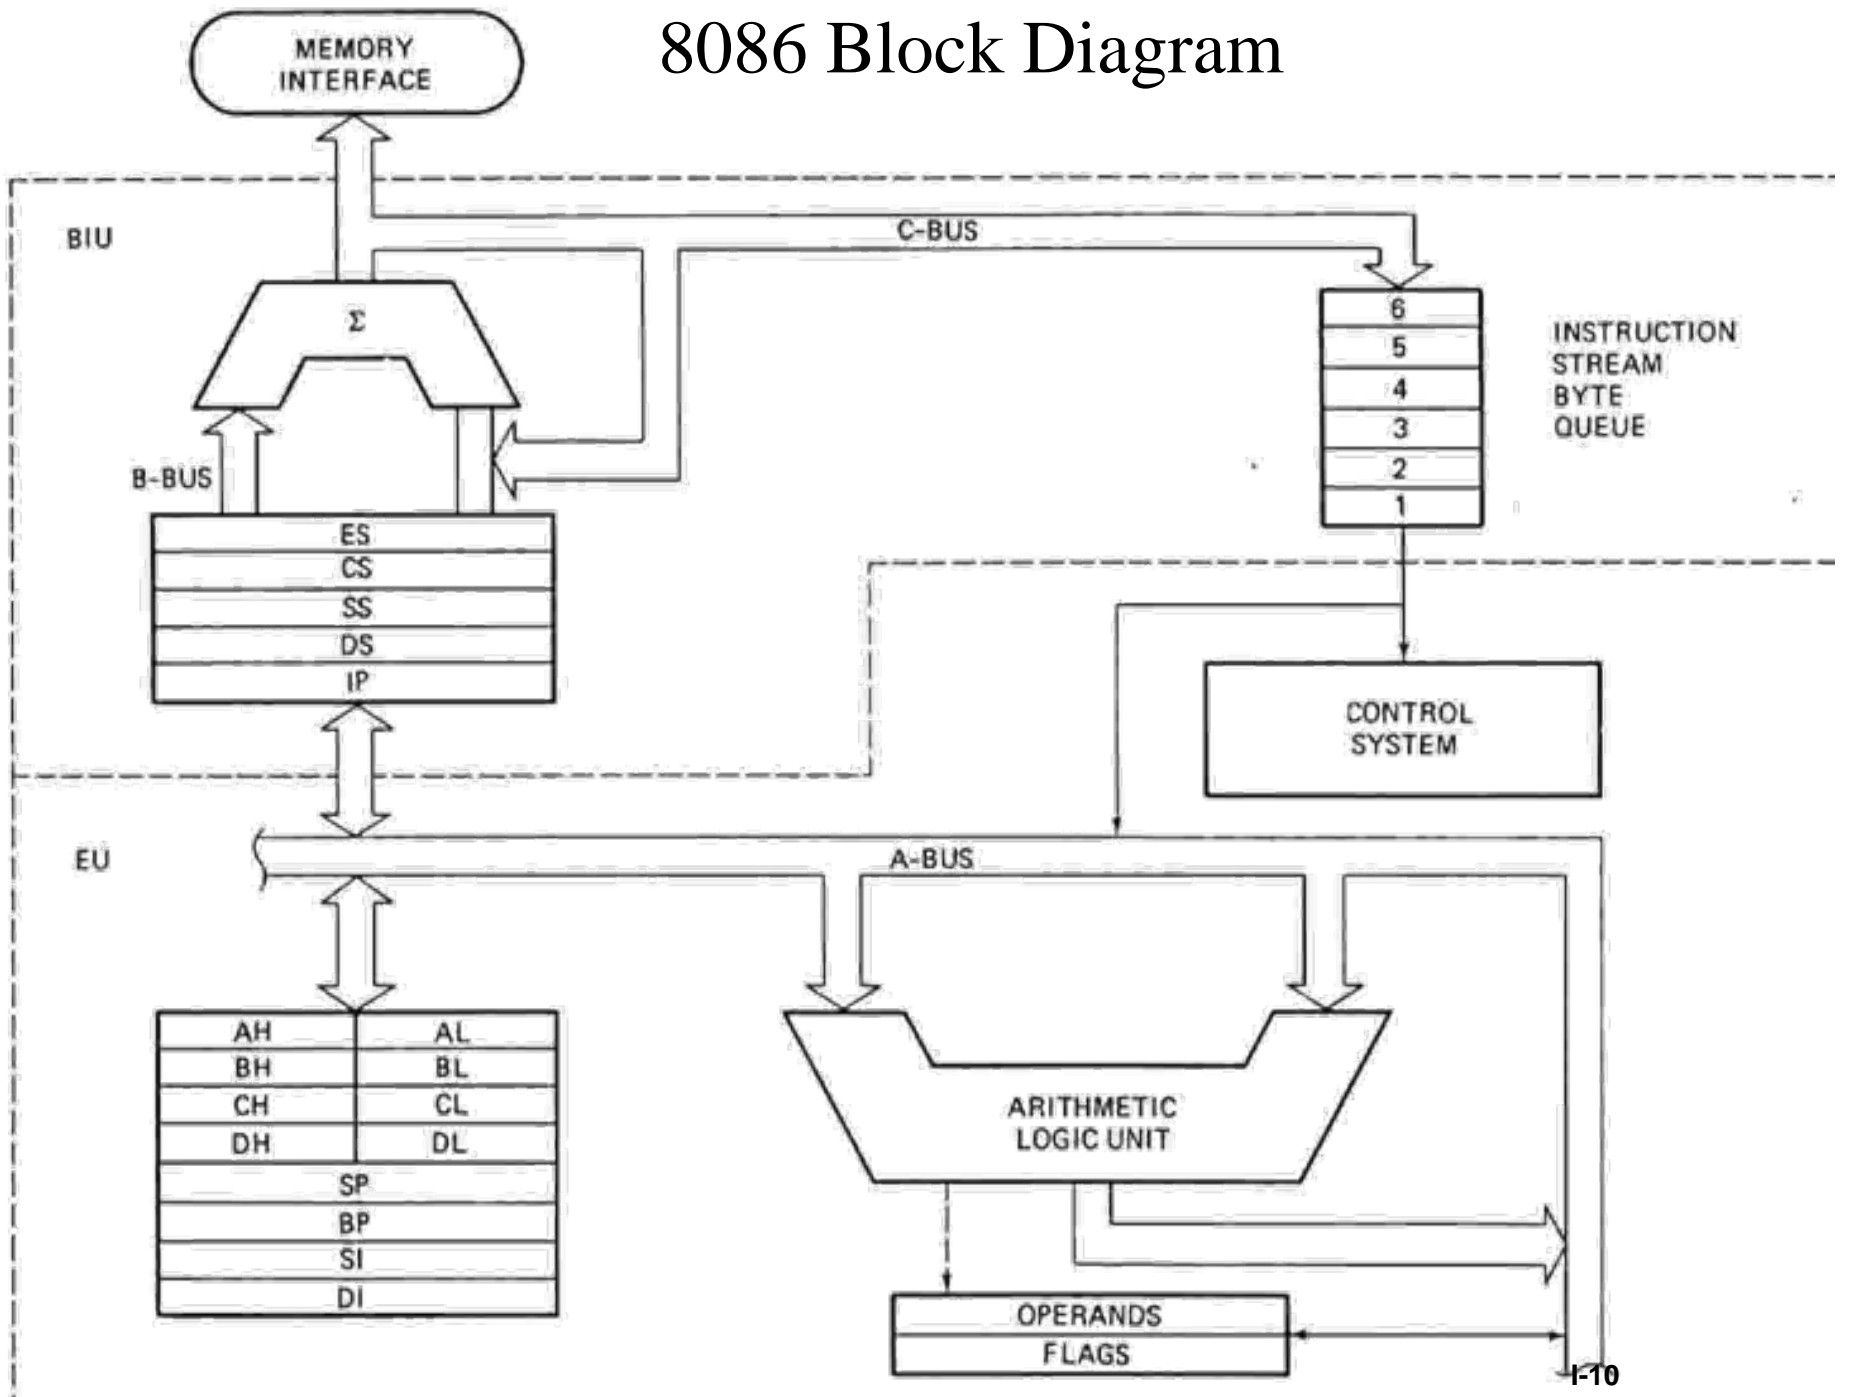 8086 Block Diagram
MEMORY
INTERFACE
BIU
C-BUS
Σ
6
5
4
3
2
1
INSTRUCTION
STREAM
BYTE
QUEUE
B-BUS
ES
CS
SS
DS
IP
CONTROL
SYSTEM
EU
A-BUS
AH AL
BH BL
CH CL
DH DL
SP
BP
SI
DI
ARITHMETIC
LOGIC UNIT
OPERANDS
FLAGS
I-10